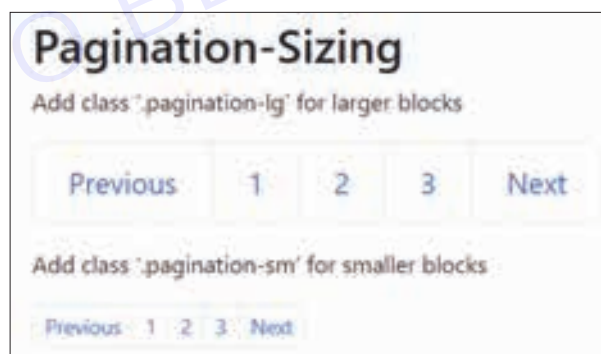 Pagination-Sizing
Add class '.pagination-lg' for larger blocks
Previous 1 2 3 Next
Add class '.pagination-sm' for smaller blocks
Previous 1 2 3 Next